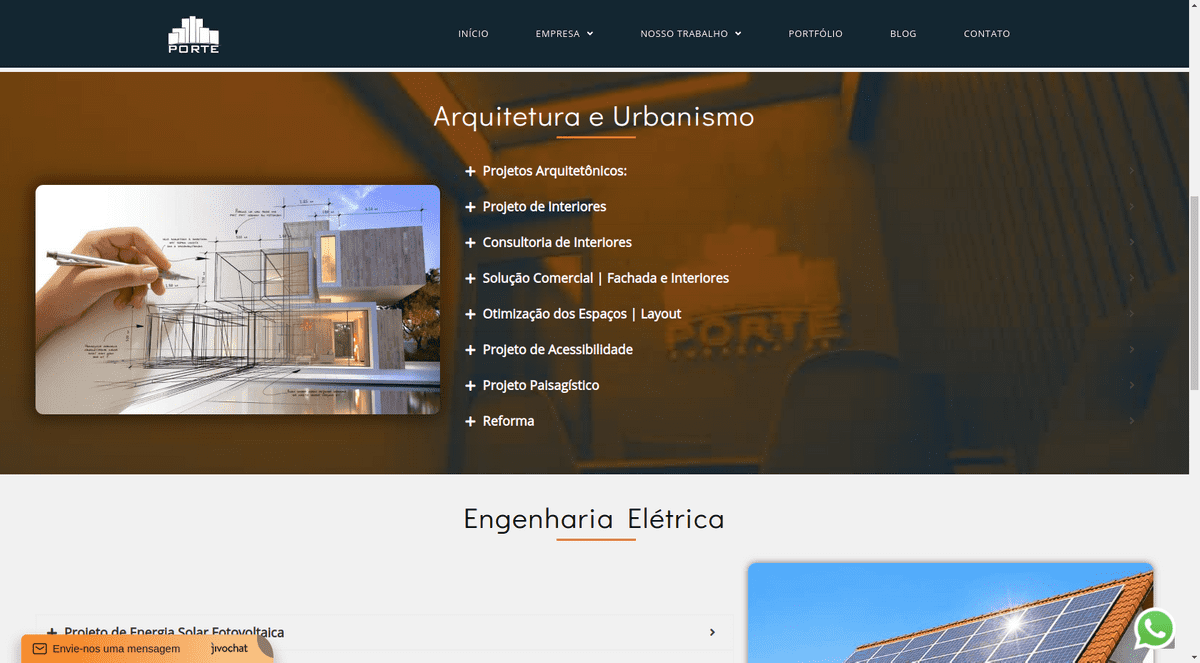 PORTE
INÍCIO
EMPRESA
NOSSO TRABALHO
PORTFÓLIO
BLOG
CONTATO
Arquitetura e Urbanismo
Projetos Arquitetônicos:
Projeto de Interiores
Consultoria de Interiores
Solução Comercial | Fachada e Interiores
Otimização dos Espaços | Layout
Projeto de Acessibilidade
Projeto Paisagístico
Reforma
PORTE
Engenharia Elétrica
Projeto de Energia Solar Fotovoltaica
Envie-nos uma mensagem
jivochat